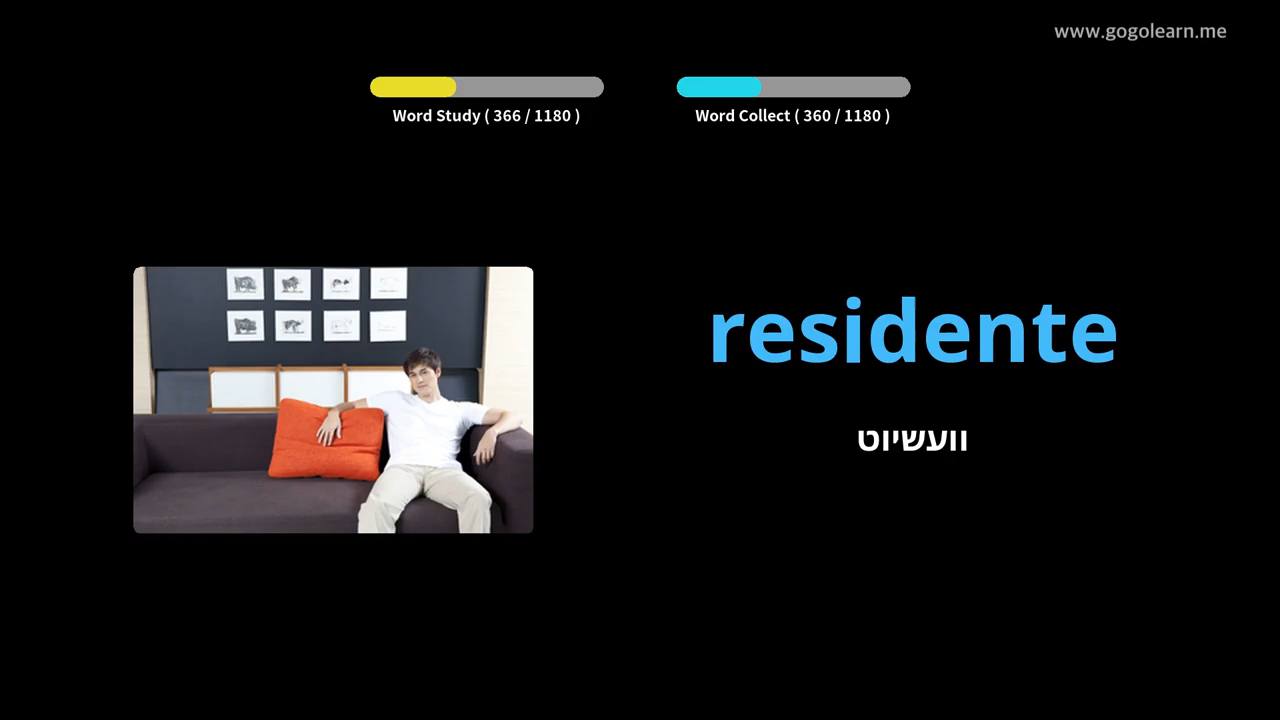 www.gogolearn.me
Word Study ( 366 / 1180 )
Word Collect ( 360 / 1180 )
residente
וועשיוט